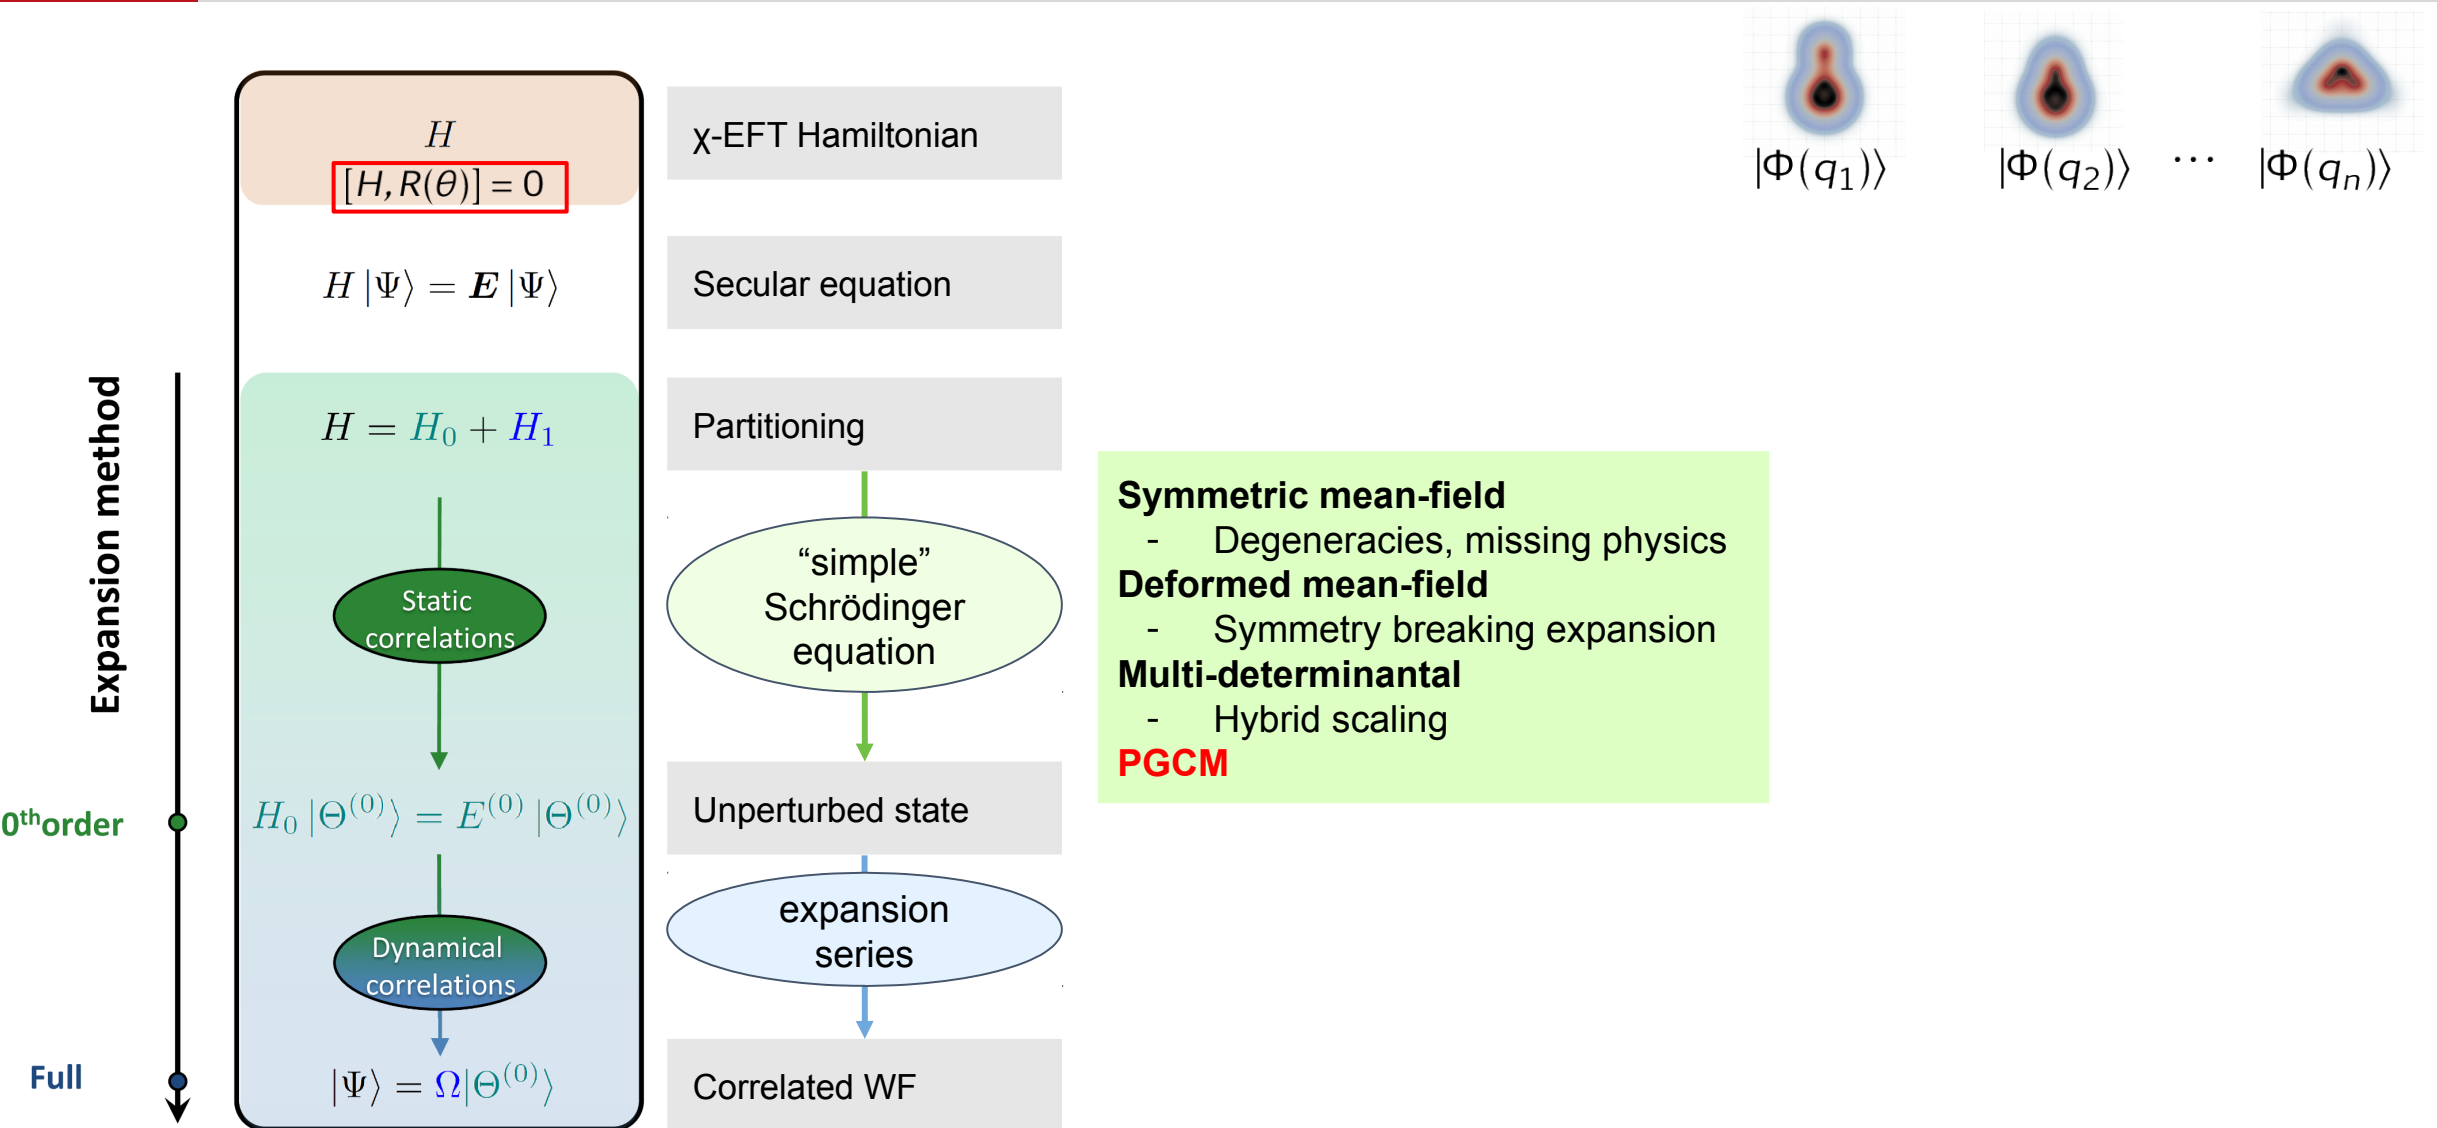 |Φ(q₁)⟩ |Φ(q₂)⟩ ··· |Φ(qₙ)⟩
H
[H, R(θ)] = 0
χ-EFT Hamiltonian
H |Ψ⟩ = E |Ψ⟩
Secular equation
Expansion method
H = H₀ + H₁
Partitioning
Static
correlations
“simple”
Schrödinger
equation
Symmetric mean-field
- Degeneracies, missing physics
Deformed mean-field
- Symmetry breaking expansion
Multi-determinantal
- Hybrid scaling
PGCM
0ᵗʰorder
H₀ |Θ⁽⁰⁾⟩ = E⁽⁰⁾ |Θ⁽⁰⁾⟩
Unperturbed state
Dynamical
correlations
expansion
series
Full
|Ψ⟩ = Ω|Θ⁽⁰⁾⟩
Correlated WF